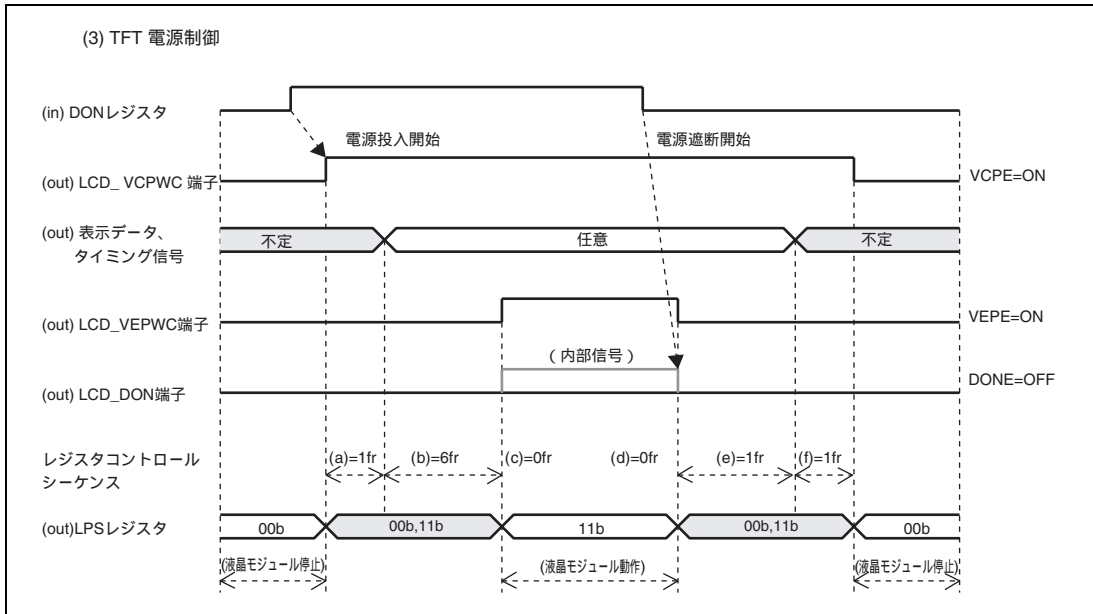 (3) TFT 電源制御
(in) DONレジスタ
電源投入開始
電源遮断開始
(out) LCD_ VCPWC 端子
VCPE=ON
(out) 表示データ、
タイミング信号
不定
任意
不定
(out) LCD_VEPWC端子
VEPE=ON
(内部信号)
(out) LCD_DON端子
DONE=OFF
レジスタコントロール
シーケンス
(a)=1fr
(b)=6fr
(c)=0fr
(d)=0fr
(e)=1fr
(f)=1fr
(out)LPSレジスタ
00b
00b,11b
11b
00b,11b
00b
(液晶モジュール停止)
(液晶モジュール動作)
(液晶モジュール停止)